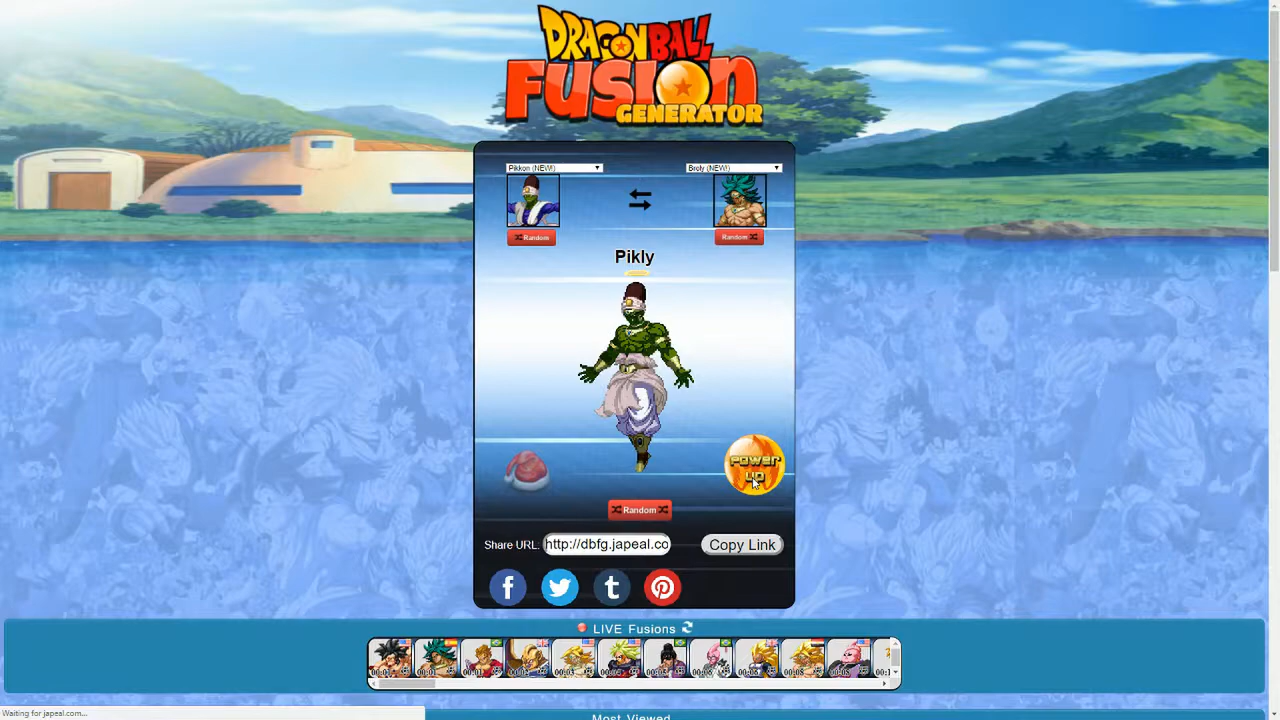 DRAGON BALL
FUSION
GENERATOR
Pikkon (NEW!)
Broly (NEW!)
Random
Random
Pikly
POWER
UP
Random
Share URL:
http://dbfg.japeal.co
Copy Link
LIVE Fusions
Waiting for japeal.com...
Most Viewed